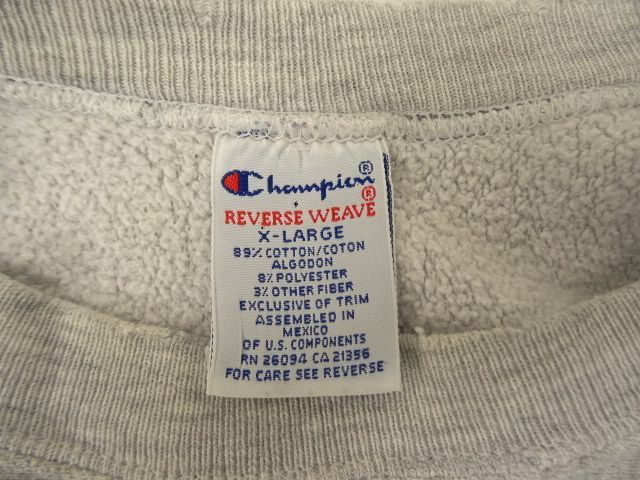 Champion®
REVERSE WEAVE®
X-LARGE
89% COTTON/COTON
ALGODON
8% POLYESTER
3% OTHER FIBER
EXCLUSIVE OF TRIM
ASSEMBLED IN
MEXICO
OF U.S. COMPONENTS
RN 26094 CA 21356
FOR CARE SEE REVERSE